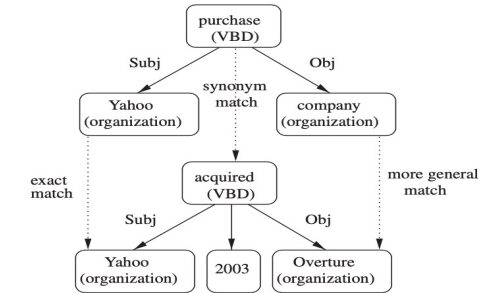 purchase
(VBD)
Subj
Obj
synonym
match
Yahoo
(organization)
company
(organization)
exact
match
acquired
(VBD)
more general
match
Subj
Obj
Yahoo
(organization)
2003
Overture
(organization)